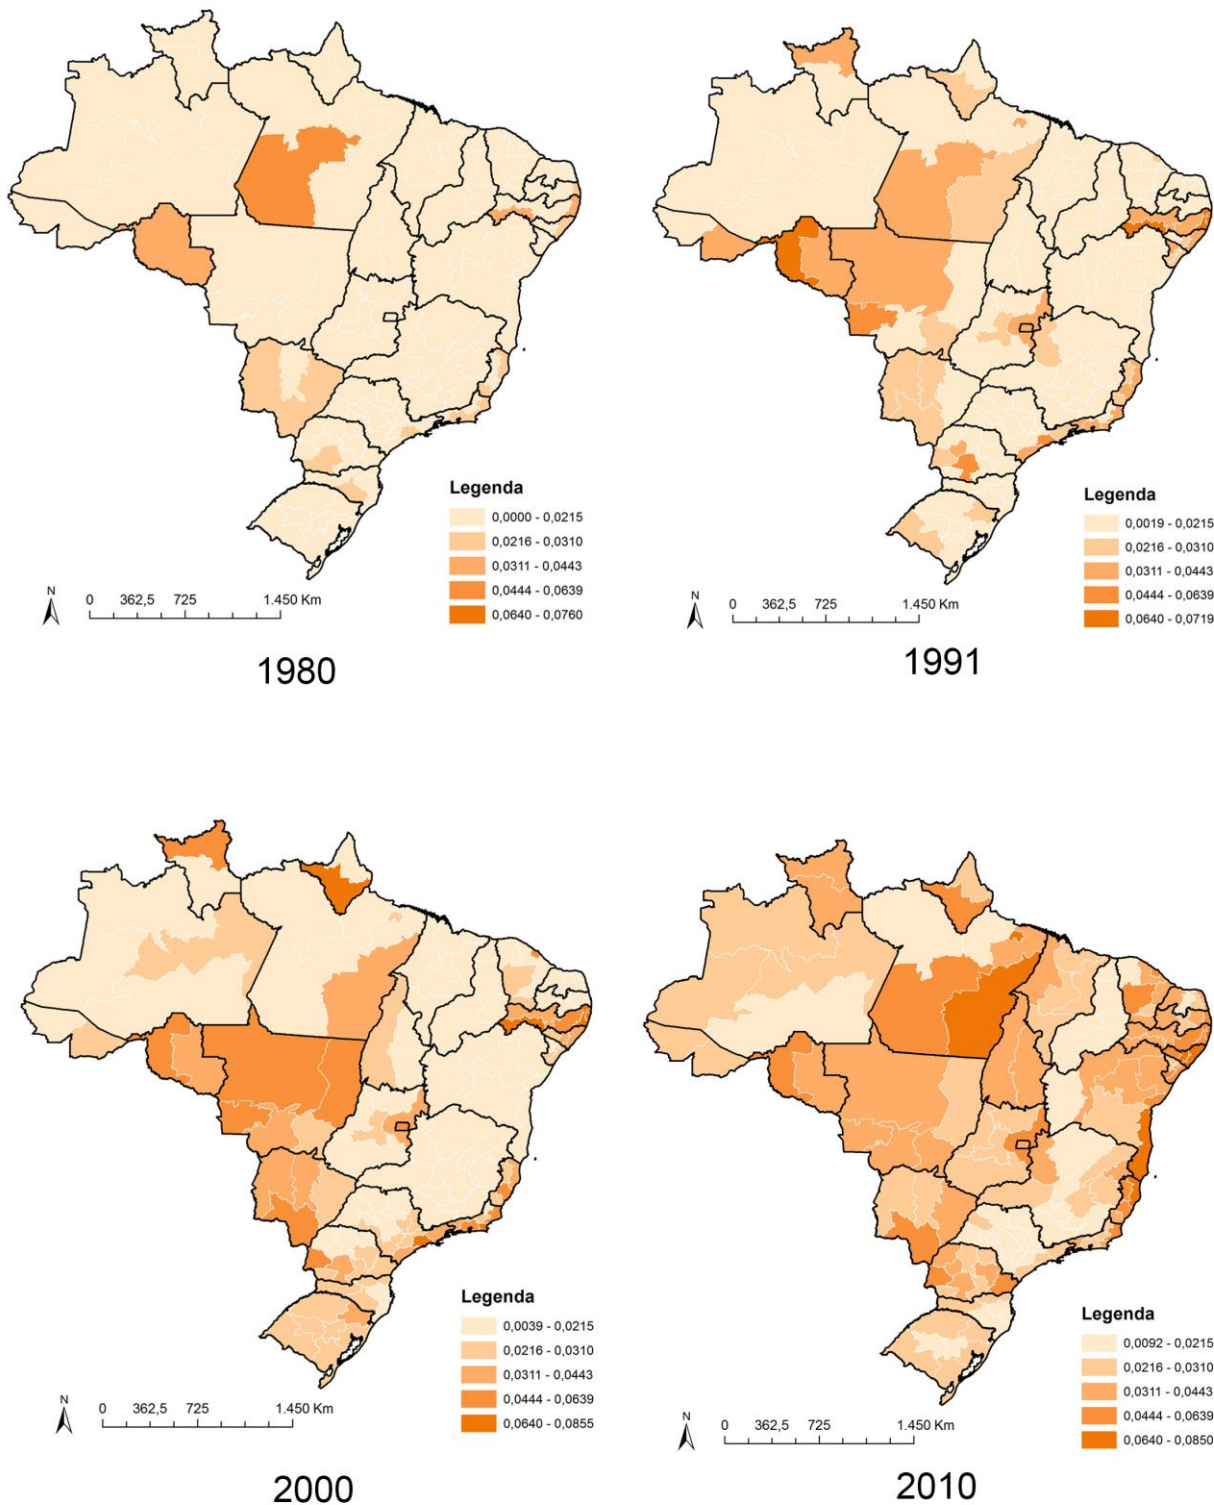 Legenda
0,0000 - 0,0215
0,0216 - 0,0310
0,0311 - 0,0443
0,0444 - 0,0639
0,0640 - 0,0760
N
0 362,5 725 1.450 Km
1980
Legenda
0,0019 - 0,0215
0,0216 - 0,0310
0,0311 - 0,0443
0,0444 - 0,0639
0,0640 - 0,0719
N
0 362,5 725 1.450 Km
1991
Legenda
0,0039 - 0,0215
0,0216 - 0,0310
0,0311 - 0,0443
0,0444 - 0,0639
0,0640 - 0,0855
N
0 362,5 725 1.450 Km
2000
Legenda
0,0092 - 0,0215
0,0216 - 0,0310
0,0311 - 0,0443
0,0444 - 0,0639
0,0640 - 0,0850
N
0 362,5 725 1.450 Km
2010